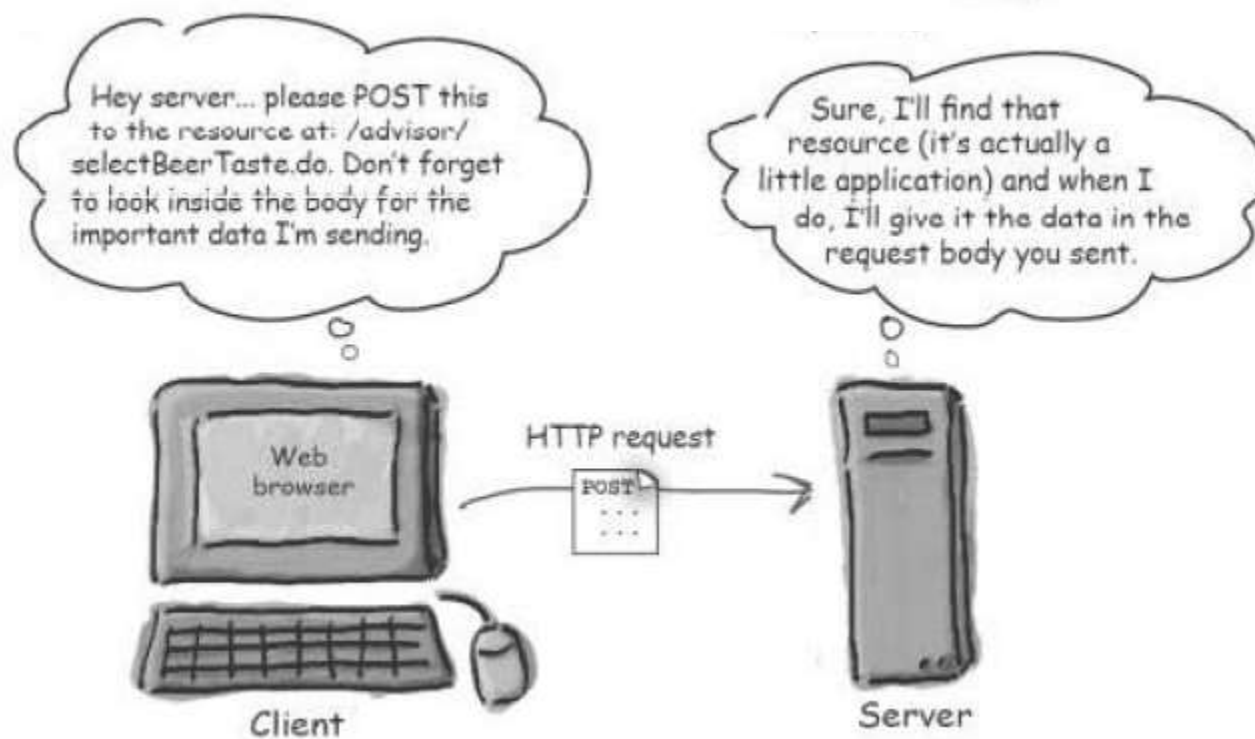 Hey server... please POST this
to the resource at: /advisor/
selectBeerTaste.do. Don't forget
to look inside the body for the
important data I'm sending.
Sure, I'll find that
resource (it's actually a
little application) and when I
do, I'll give it the data in the
request body you sent.
Web
browser
HTTP request
POST
Client
Server